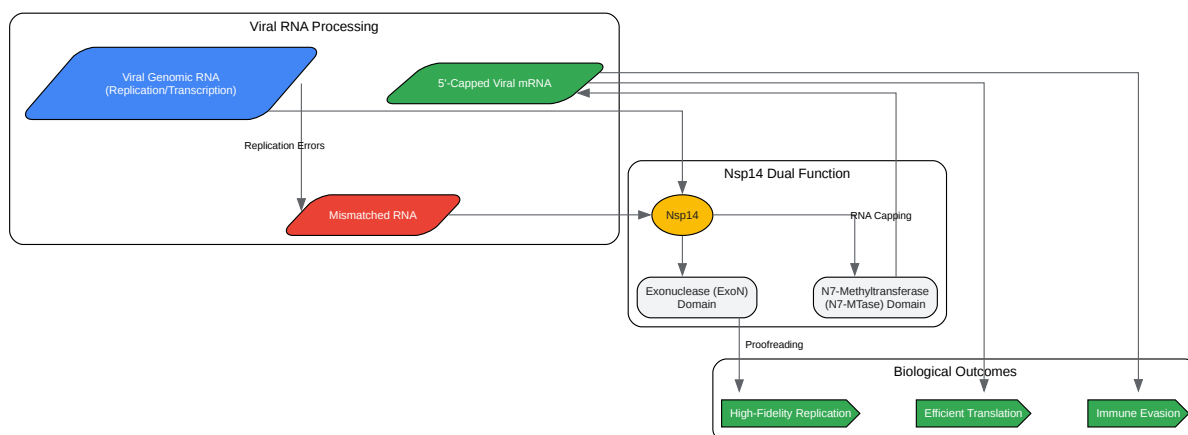 Viral RNA Processing
Viral Genomic RNA
(Replication/Transcription)
5'-Capped Viral mRNA
Replication Errors
Mismatched RNA
Nsp14 Dual Function
Nsp14
RNA Capping
Exonuclease (ExoN)
Domain
N7-Methyltransferase
(N7-MTase) Domain
Proofreading
Biological Outcomes
High-Fidelity Replication
Efficient Translation
Immune Evasion